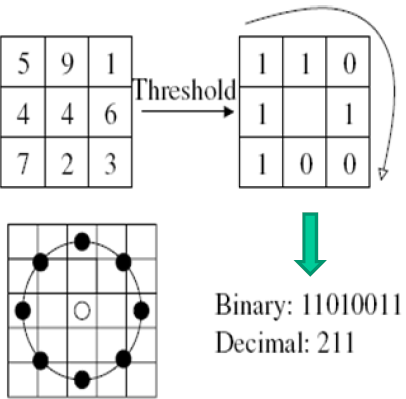 5 9 1
4 4 6
7 2 3
Threshold
1 1 0
1 1
1 0 0
Binary: 11010011
Decimal: 211